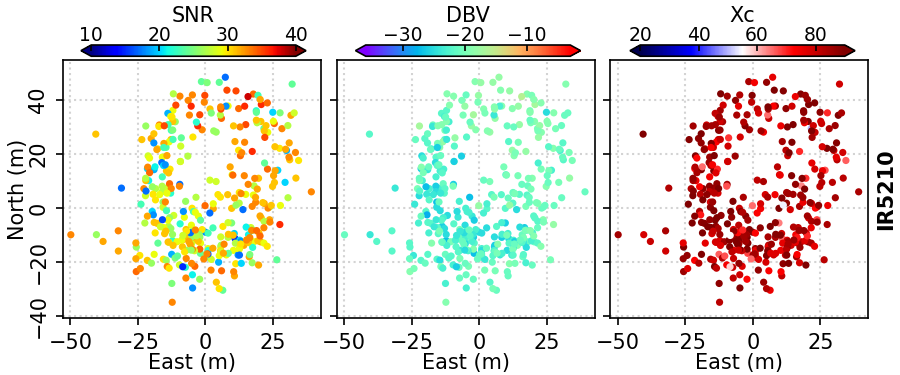 SNR DBV Xc
10 20 30 40 −30 −20 −10 20 40 60 80
40
20
0
−20
−40
North (m)
IR5210
−50 −25 0 25 −50 −25 0 25 −50 −25 0 25
East (m) East (m) East (m)